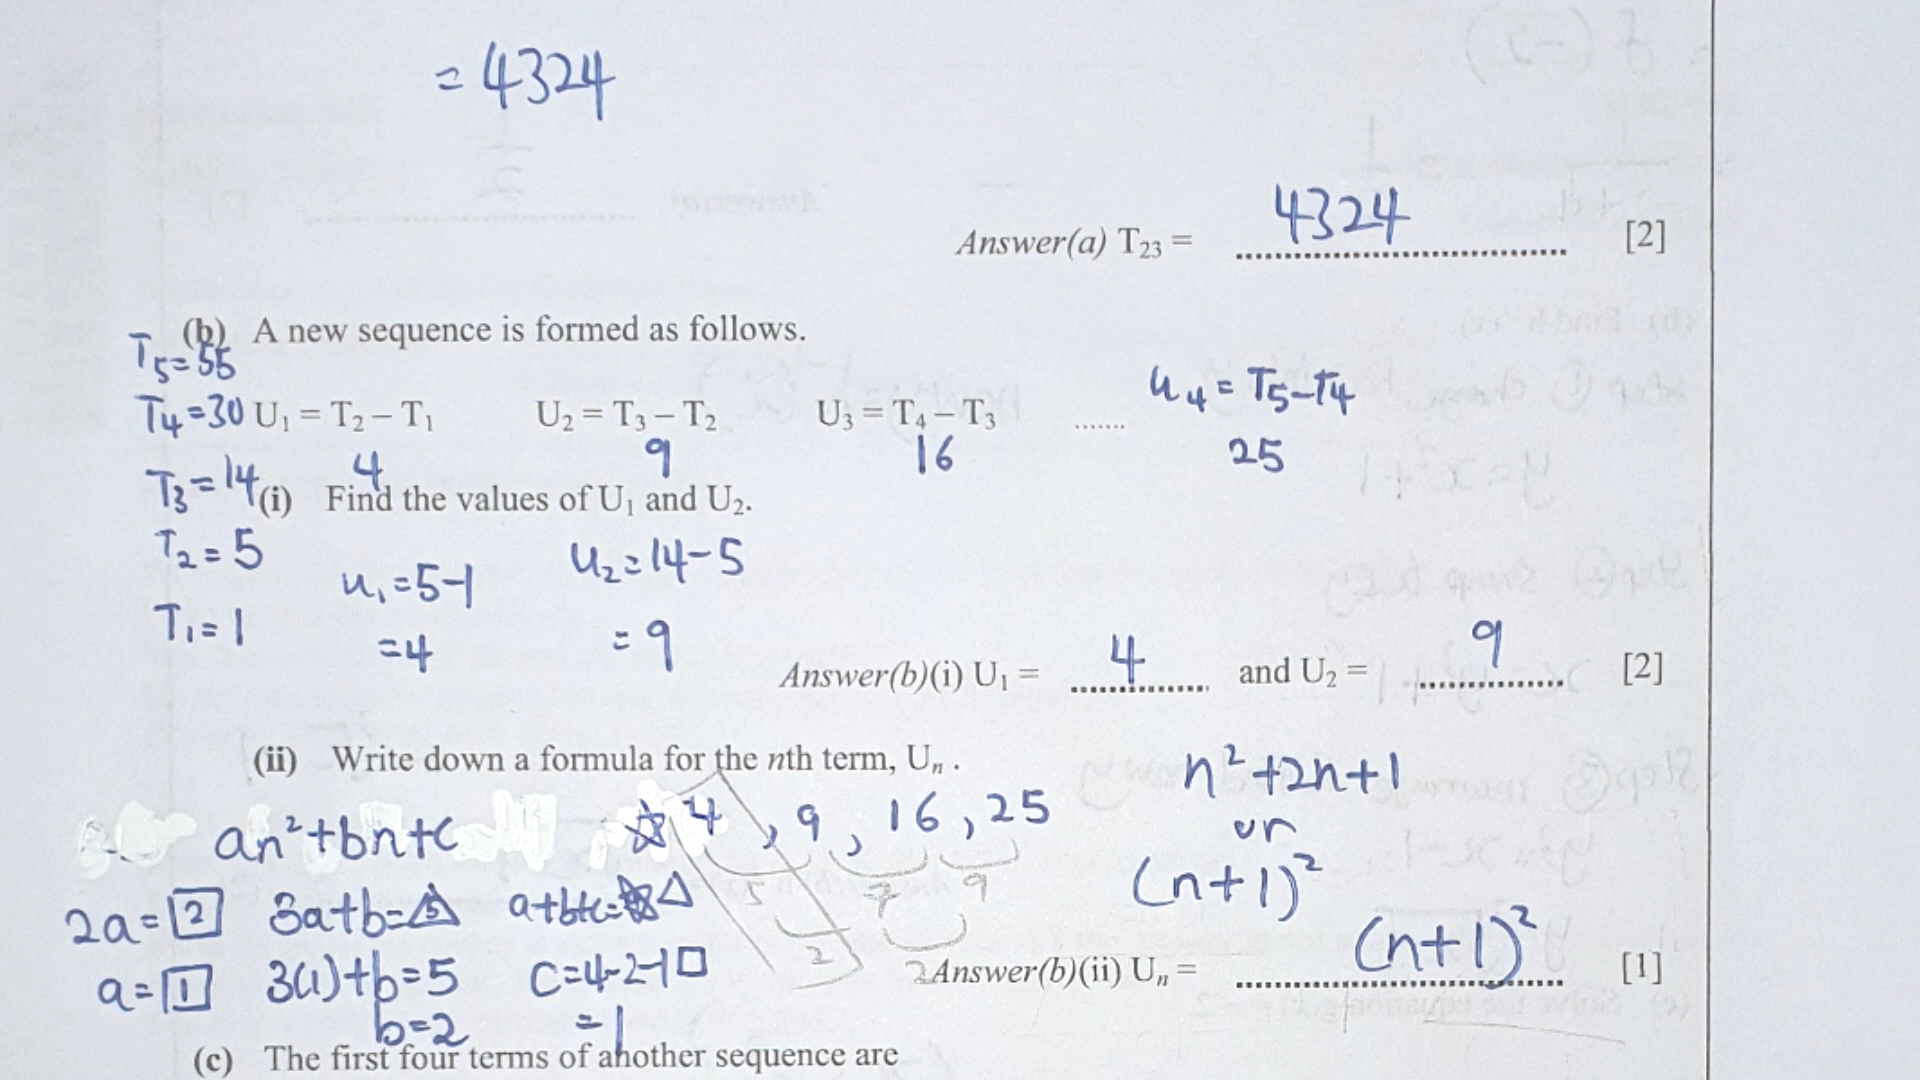 = 4324
Answer(a) T23 = 4324 [2]
(b) A new sequence is formed as follows.
T5=55
U4 = T5-T4
T4=30 U1 = T2 – T1 U2 = T3 – T2 U3 = T4 – T3 .......
4 9 16 25
T3=14 (i) Find the values of U1 and U2.
T2=5 U1=5-1 U2=14-5
T1=1 =4 =9
Answer(b)(i) U1 = 4 and U2 = 9 [2]
(ii) Write down a formula for the nth term, Un .
n²+2n+1
an²+bn+c 4, 9, 16, 25
or
5 7 9
(n+1)²
2a=2 3a+b=5 a+b+c=
2 2
a=1 3(1)+b=5 c=4-2-1
Answer(b)(ii) Un = (n+1)² [1]
b=2 =1
(c) The first four terms of another sequence are